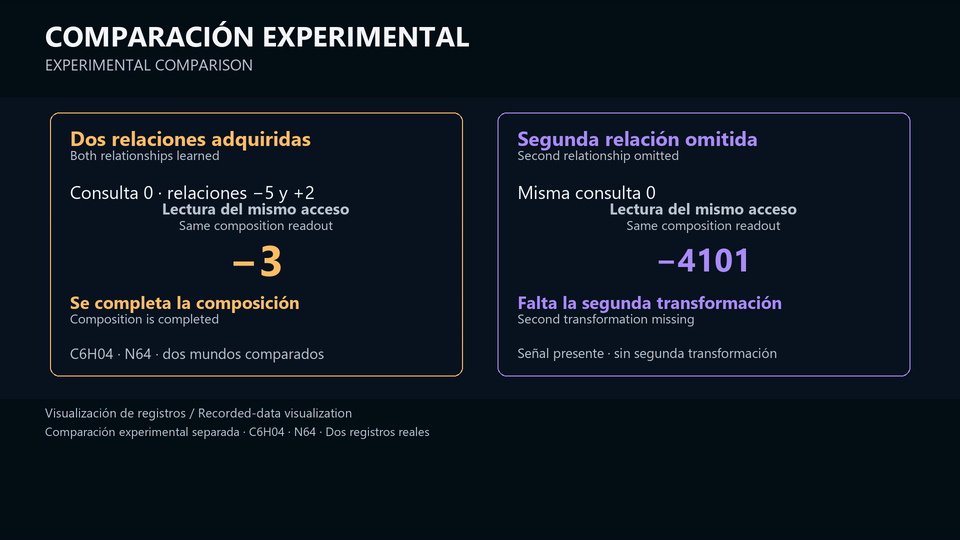 COMPARACIÓN EXPERIMENTAL
EXPERIMENTAL COMPARISON
Dos relaciones adquiridas
Both relationships learned
Consulta 0 · relaciones −5 y +2
Lectura del mismo acceso
Same composition readout
−3
Se completa la composición
Composition is completed
C6H04 · N64 · dos mundos comparados
Segunda relación omitida
Second relationship omitted
Misma consulta 0
Lectura del mismo acceso
Same composition readout
−4101
Falta la segunda transformación
Second transformation missing
Señal presente · sin segunda transformación
Visualización de registros / Recorded-data visualization
Comparación experimental separada · C6H04 · N64 · Dos registros reales